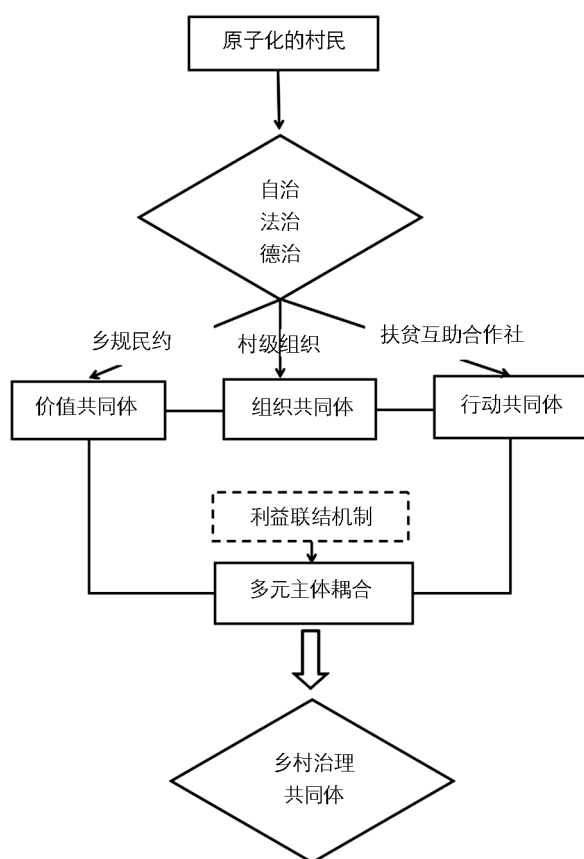 原子化的村民
自治
法治
德治
乡规民约
村级组织
扶贫互助合作社
价值共同体
组织共同体
行动共同体
利益联结机制
多元主体耦合
乡村治理
共同体